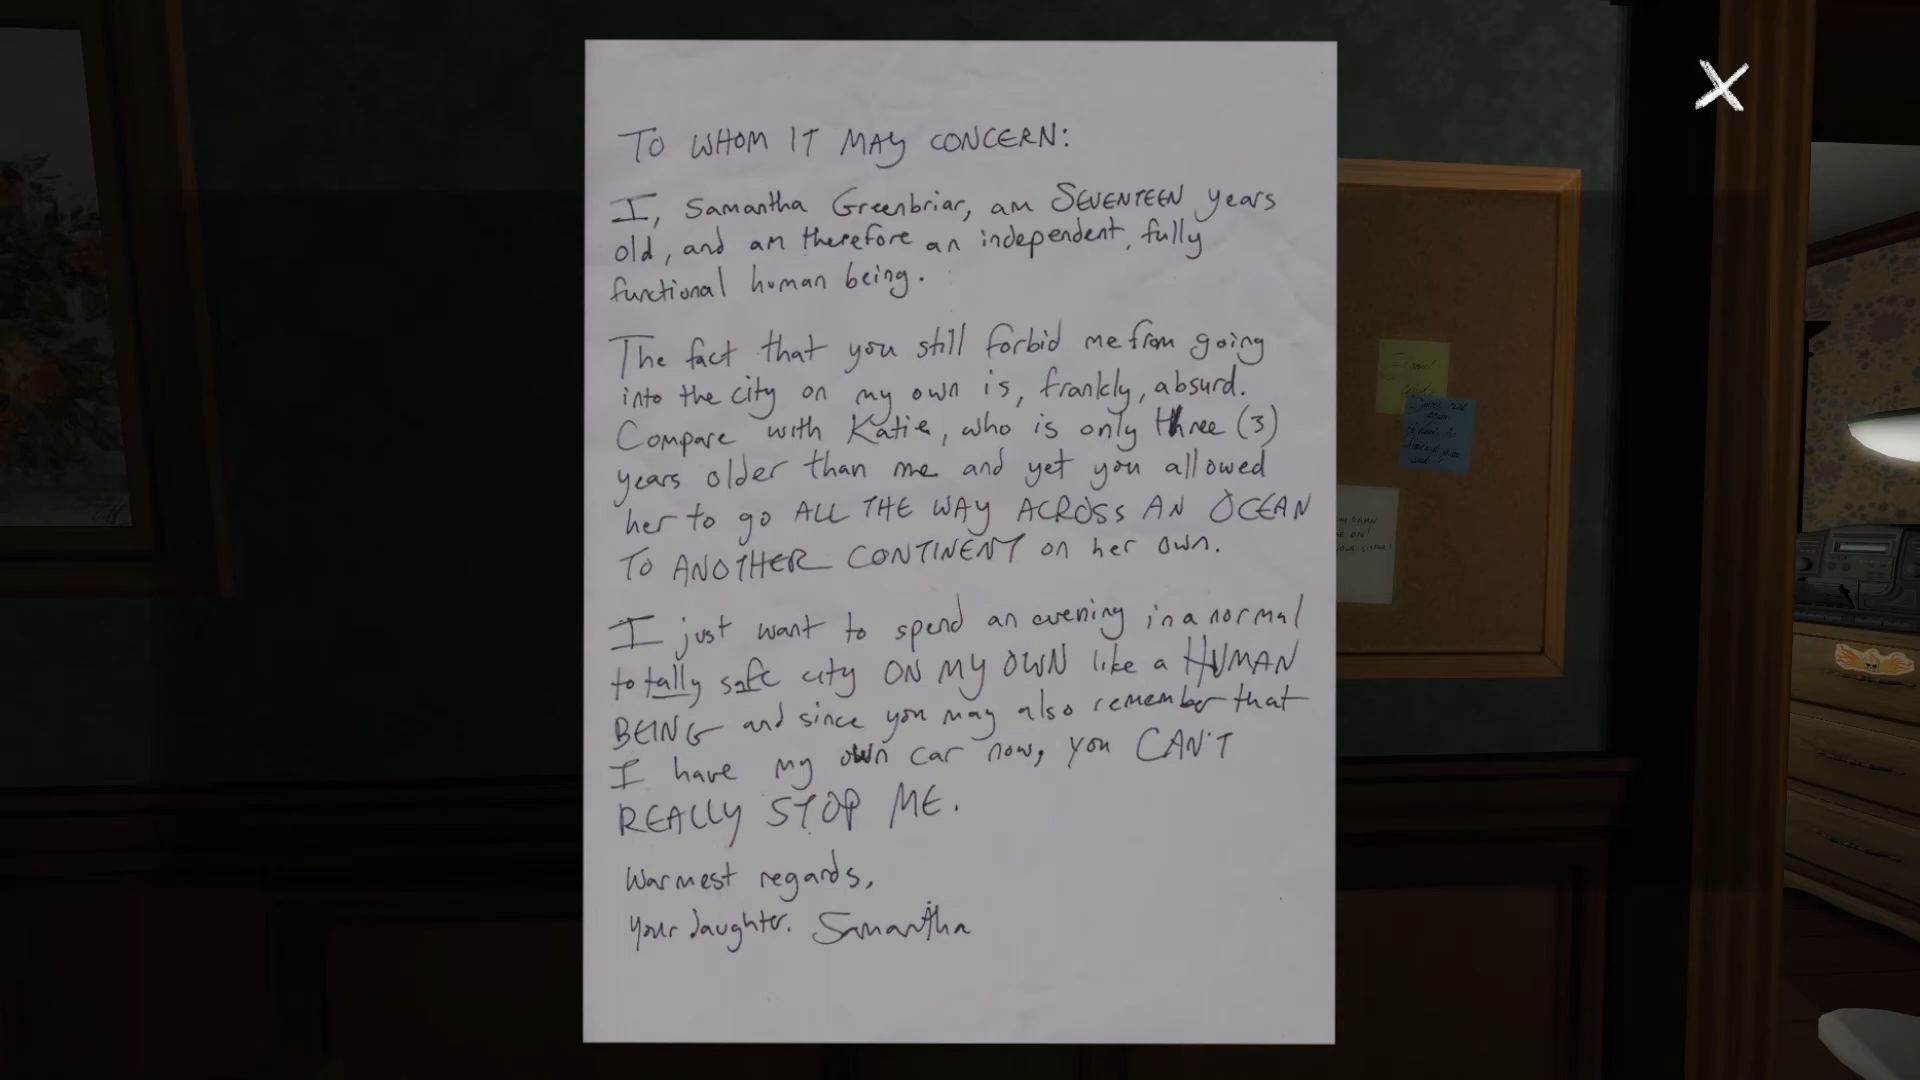 TO WHOM IT MAY CONCERN:
I, Samantha Greenbriar, am SEVENTEEN years
old, and am therefore an independent, fully
functional human being.
The fact that you still forbid me from going
into the city on my own is, frankly, absurd.
Compare with Katie, who is only three (3)
years older than me and yet you allowed
her to go ALL THE WAY ACROSS AN OCEAN
TO ANOTHER CONTINENT on her own.
I just want to spend an evening in a normal
totally safe city ON MY OWN like a HUMAN
BEING and since you may also remember that
I have my own car now, you CAN'T
REALLY STOP ME.
Warmest regards,
Your daughter. Samantha
DAMN
ON!
SISTER!